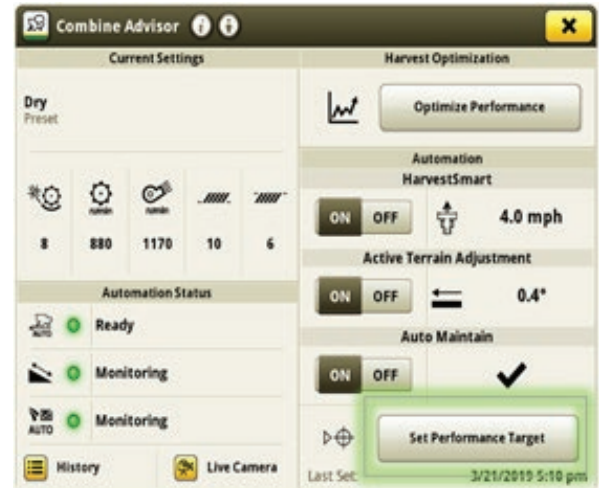 Combine Advisor
Current Settings
Dry
Preset
8 880 1170 10 6
Automation Status
AUTO Ready
Monitoring
AUTO Monitoring
History Live Camera
Harvest Optimization
Optimize Performance
Automation
HarvestSmart
ON OFF 4.0 mph
Active Terrain Adjustment
ON OFF 0.4°
Auto Maintain
ON OFF
Set Performance Target
Last Set: 3/21/2019 5:10 pm